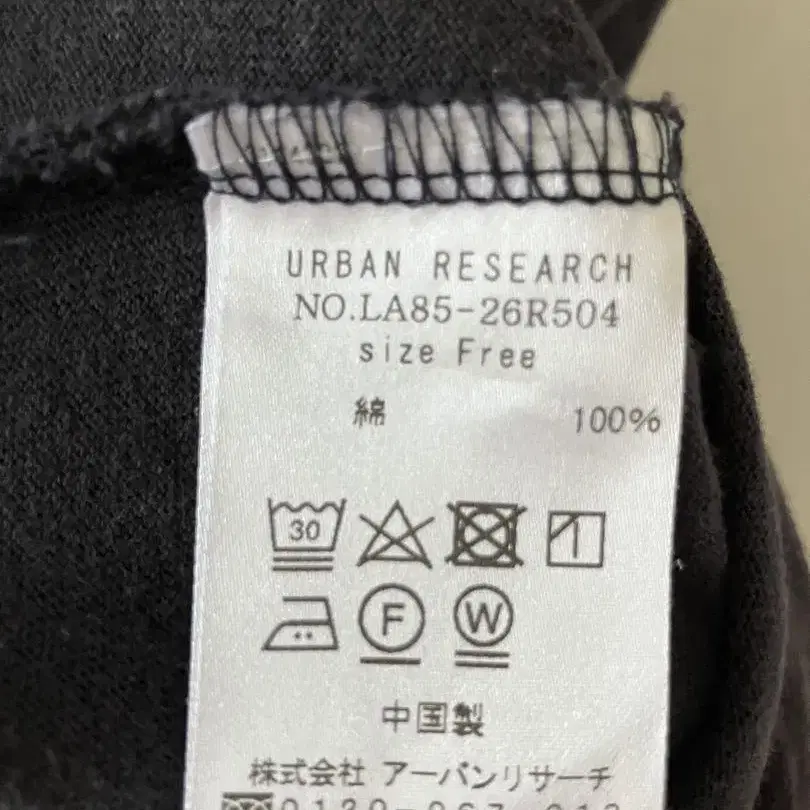 URBAN RESEARCH
NO.LA85-26R504
size Free
綿 100%
30
F W
中国製
株式会社 アーバンリサーチ